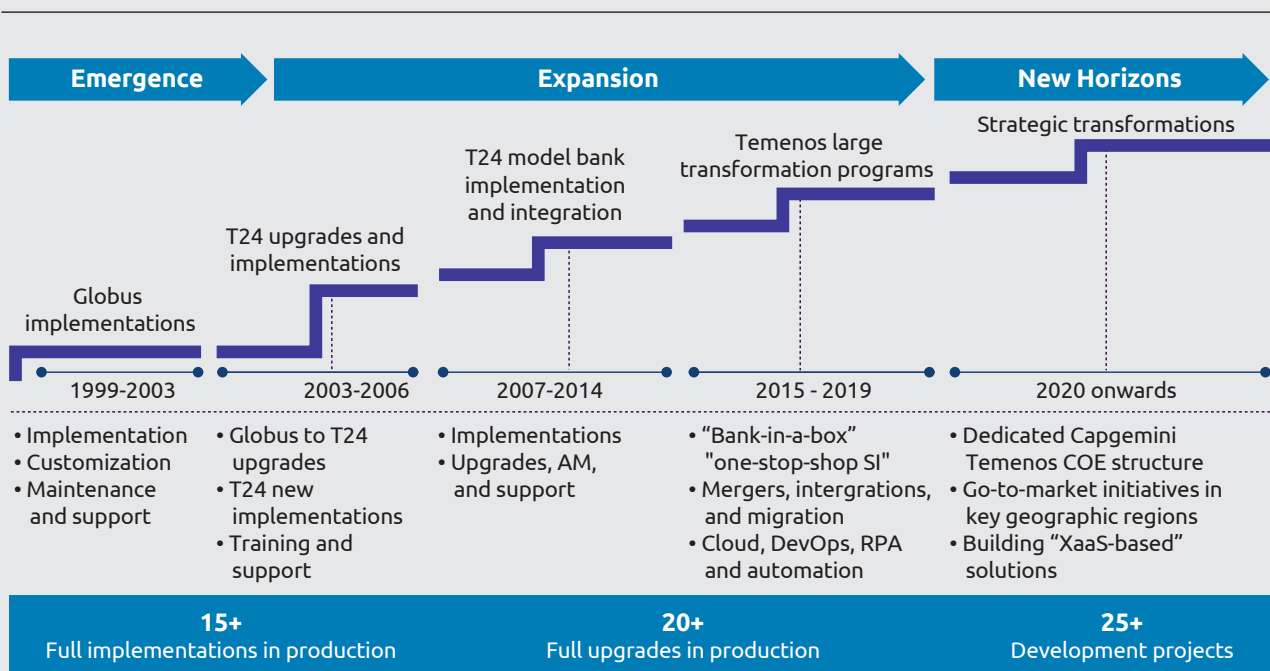 Emergence
Expansion
New Horizons
Globus
implementations
T24 upgrades and
implementations
T24 model bank
implementation
and integration
Temenos large
transformation programs
Strategic transformations
1999-2003
2003-2006
2007-2014
2015 - 2019
2020 onwards
• Implementation
• Customization
• Maintenance
and support
• Globus to T24
upgrades
• T24 new
implementations
• Training and
support
• Implementations
• Upgrades, AM,
and support
• “Bank-in-a-box”
"one-stop-shop SI"
• Mergers, intergrations,
and migration
• Cloud, DevOps, RPA
and automation
• Dedicated Capgemini
Temenos COE structure
• Go-to-market initiatives in
key geographic regions
• Building “XaaS-based”
solutions
15+
Full implementations in production
20+
Full upgrades in production
25+
Development projects